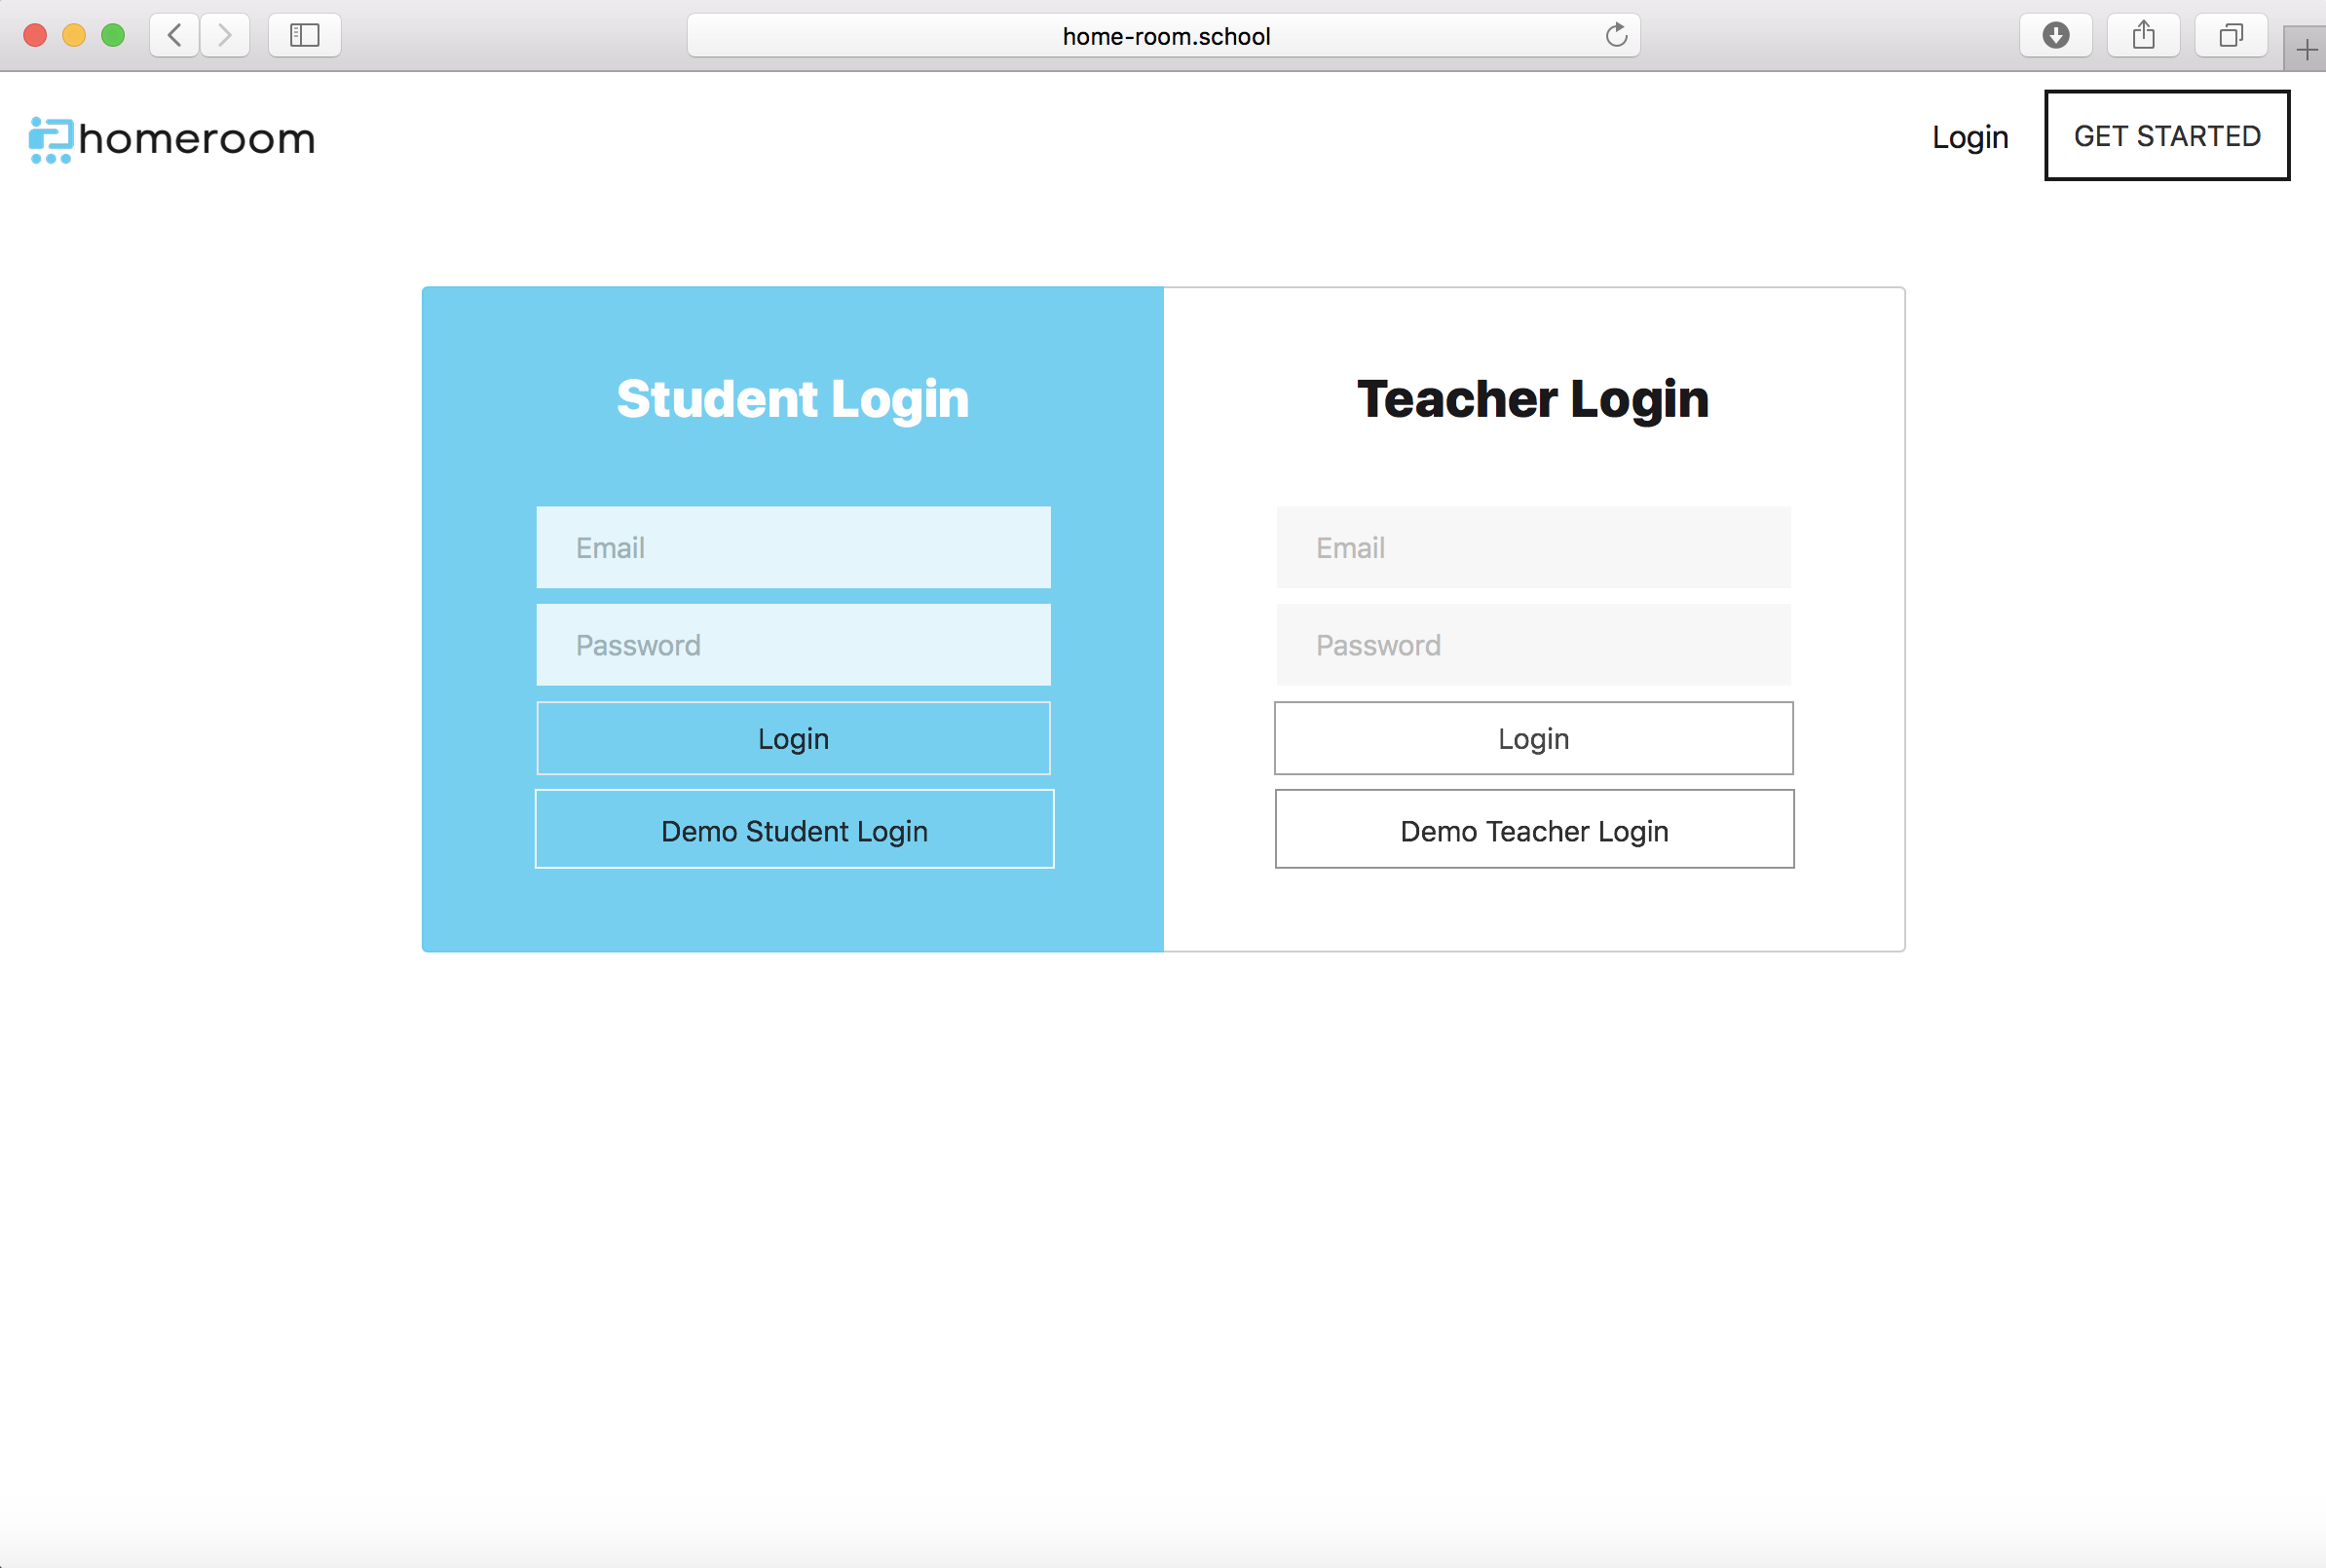 home-room.school
homeroom
Login
GET STARTED
Student Login
Email
Password
Login
Demo Student Login
Teacher Login
Email
Password
Login
Demo Teacher Login